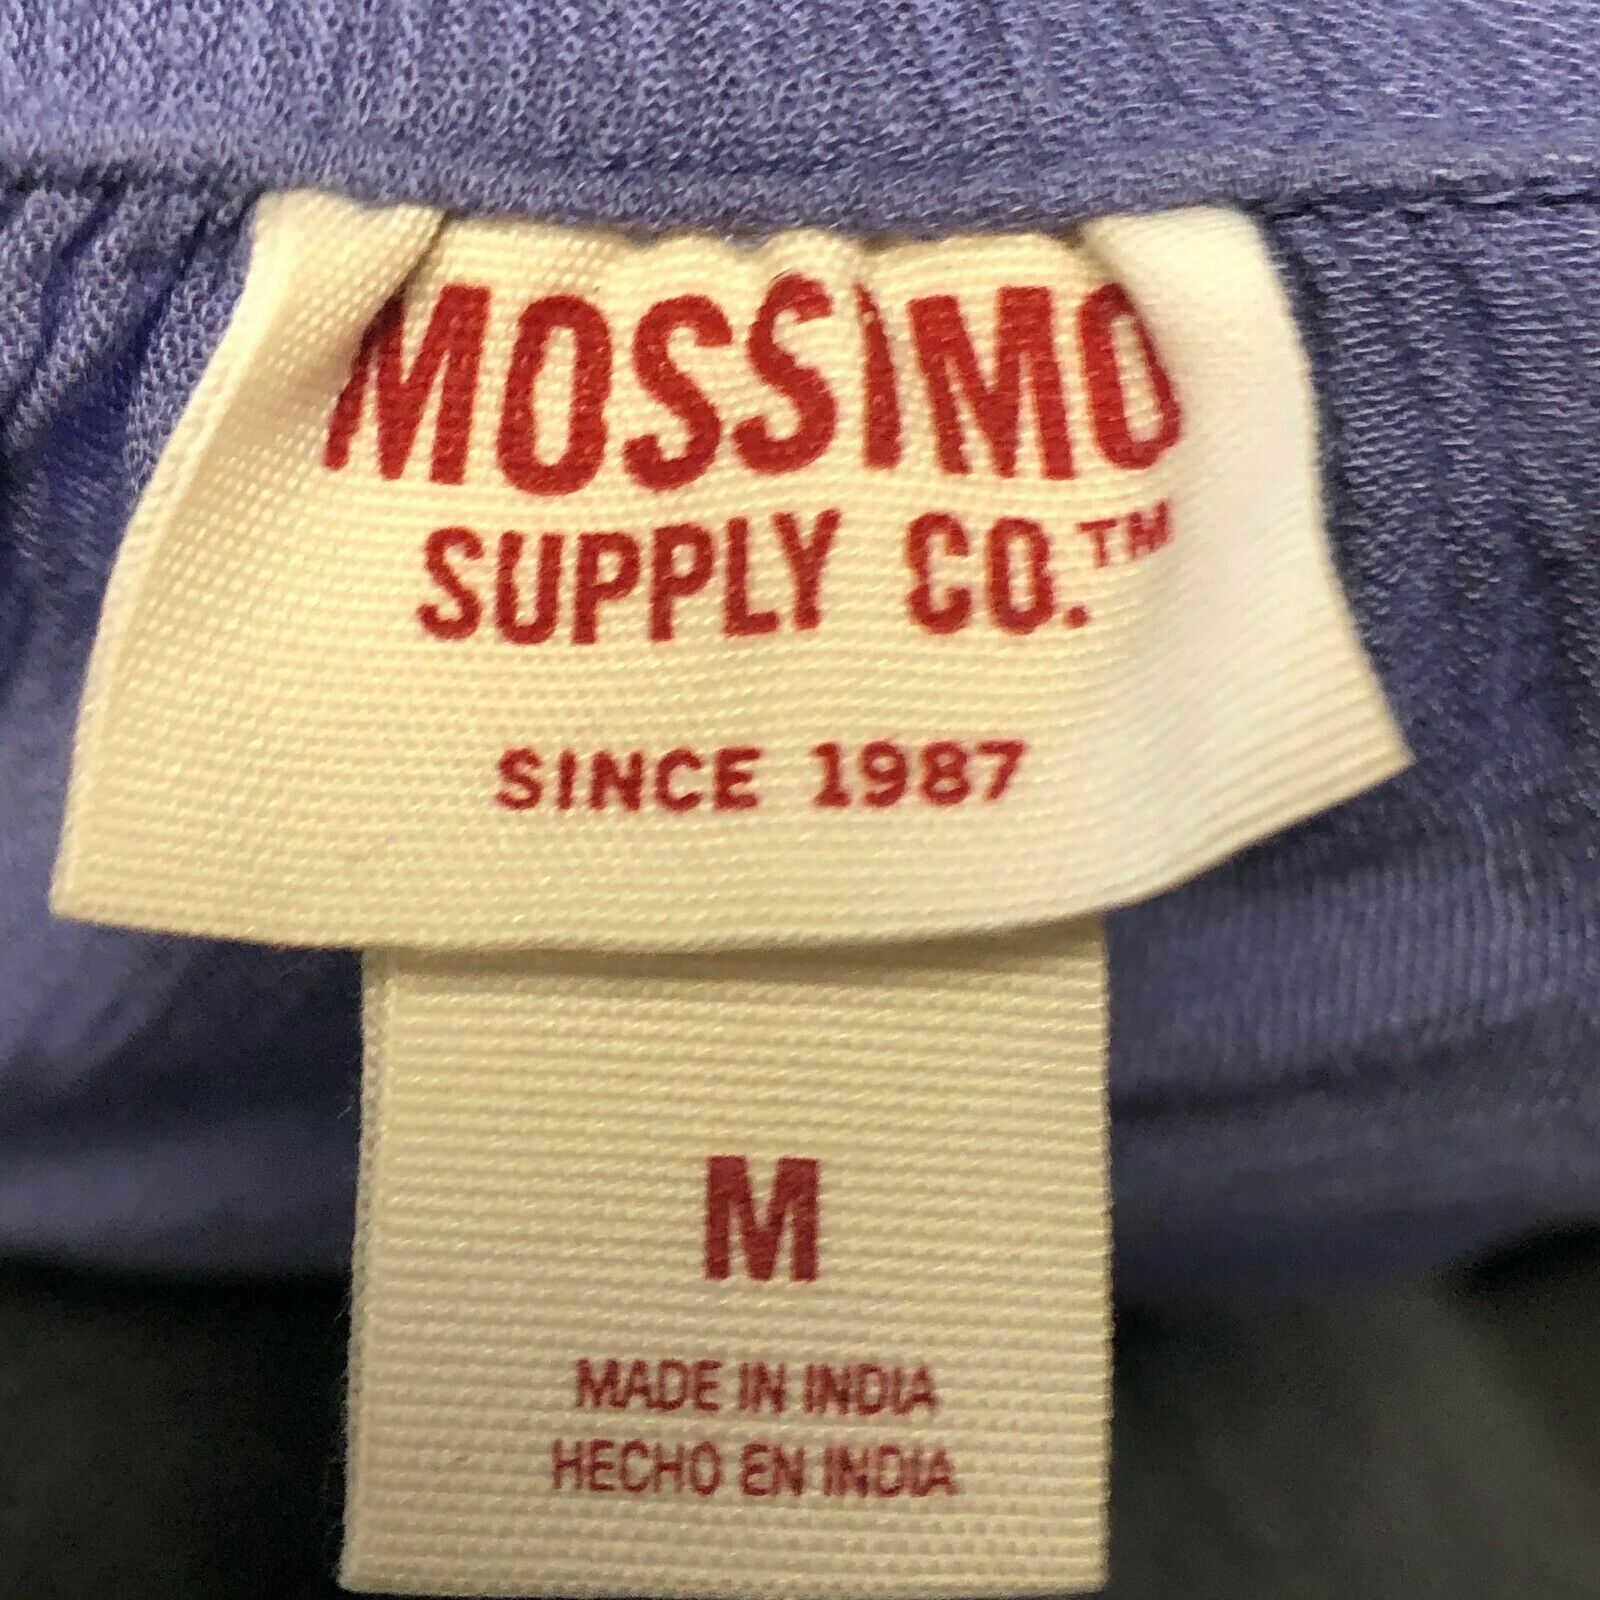 MOSSIMO
SUPPLY CO.™
SINCE 1987
M
MADE IN INDIA
HECHO EN INDIA